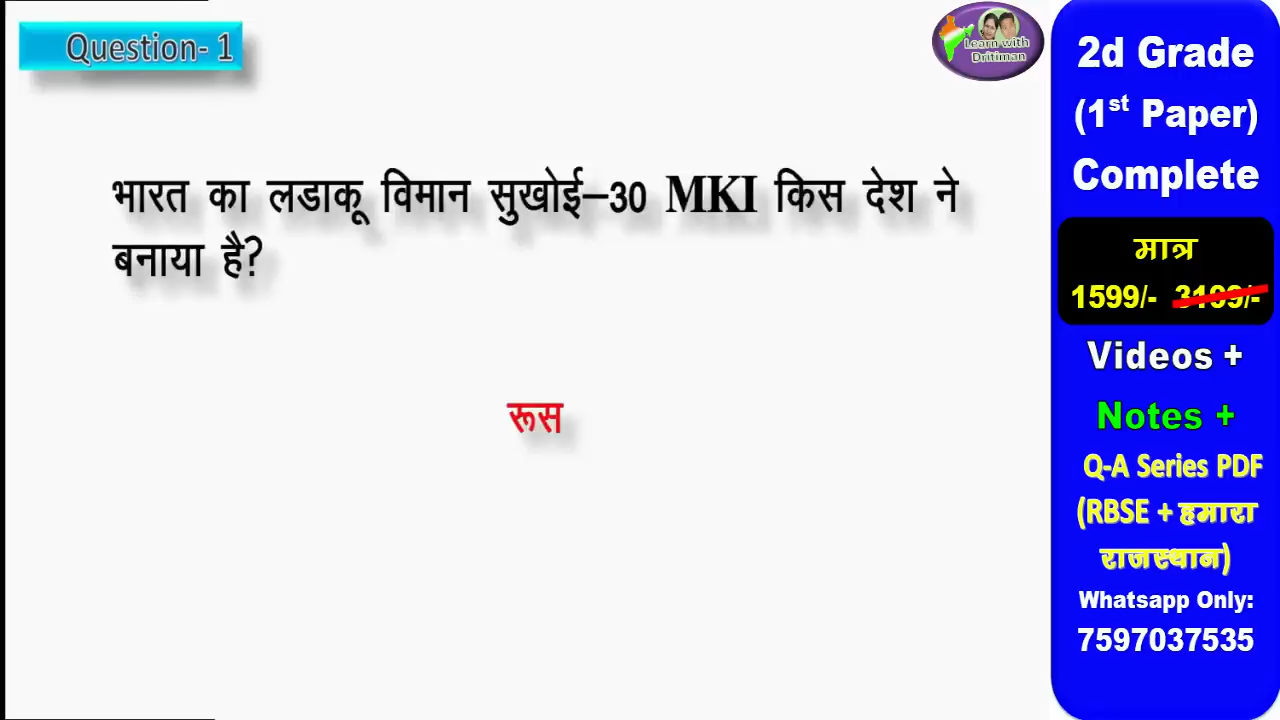 Question- 1
Learn with
Dritiman
भारत का लडाकू विमान सुखोई–30 MKI किस देश ने
बनाया है?
रूस
2d Grade
(1st Paper)
Complete
मात्र
1599/- 3199/-
Videos +
Notes +
Q-A Series PDF
(RBSE + हमारा
राजस्थान)
Whatsapp Only:
7597037535